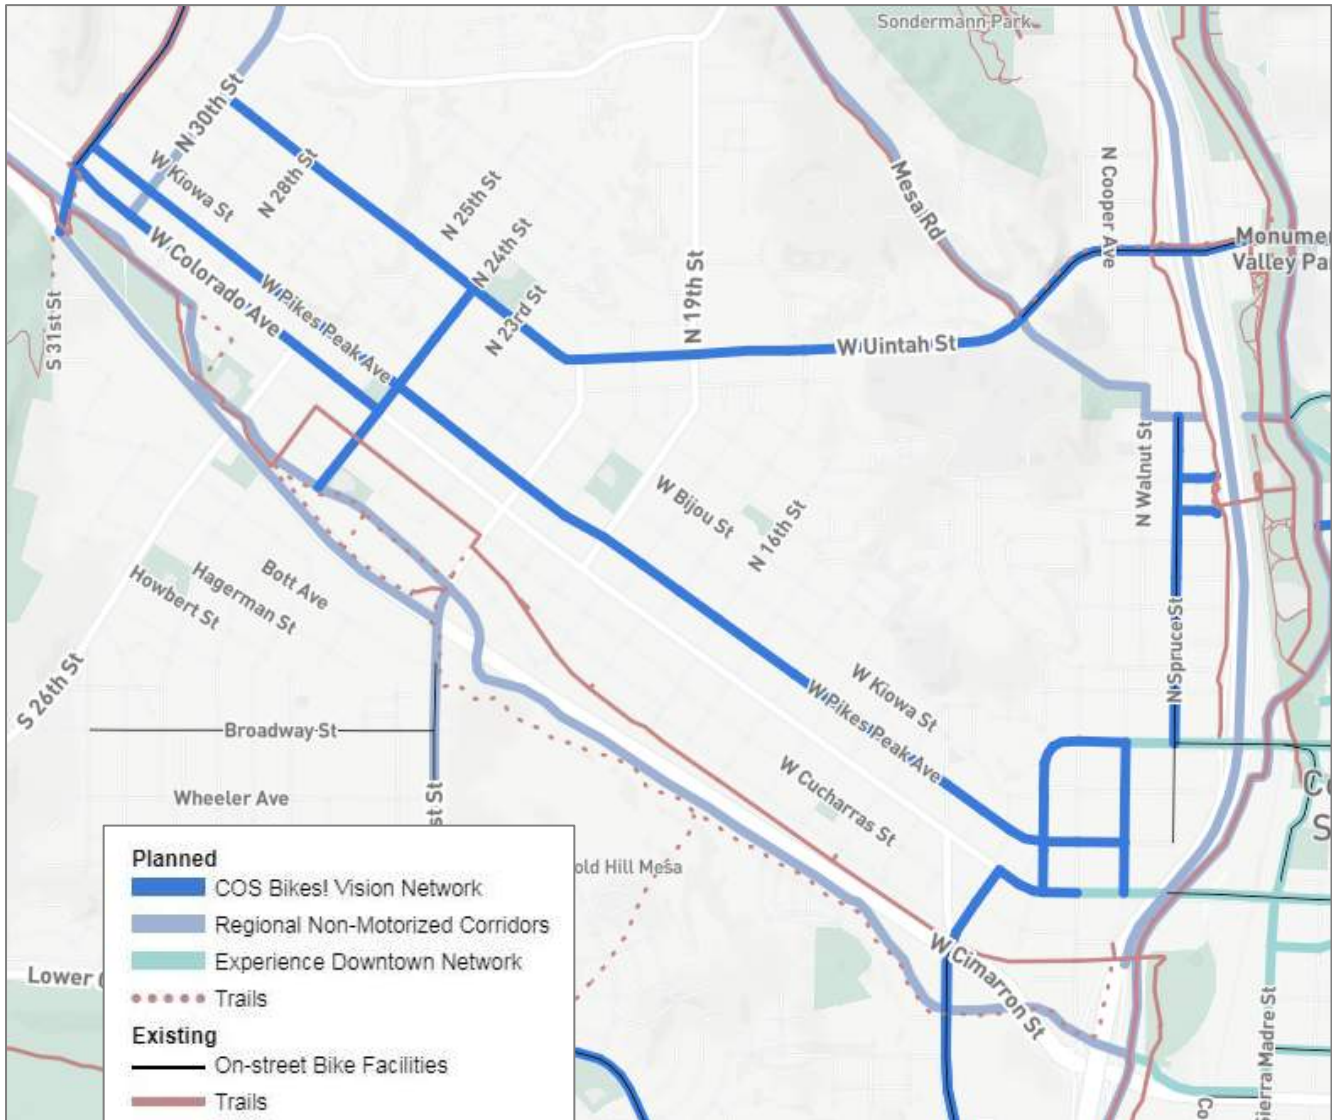 Sondermann Park
N 30th St
W Kiowa St
N 28th St
N 25th St
N 24th St
N 23rd St
N 19th St
Mesa Rd
N Cooper Ave
Monume
Valley Pa
S 31st St
W Colorado Ave
W Pikes Peak Ave
W Uintah St
N Walnut St
W Bijou St
N 16th St
Bott Ave
Hagerman St
Howbert St
S 26th St
N Spruce St
W Kiowa St
W Pikes Peak Ave
Broadway St
W Cucharras St
Wheeler Ave
st St
C
S
old Hill Mesa
W Cimarron St
Lower
ierra Madre St
Co
Planned
COS Bikes! Vision Network
Regional Non-Motorized Corridors
Experience Downtown Network
Trails
Existing
On-street Bike Facilities
Trails